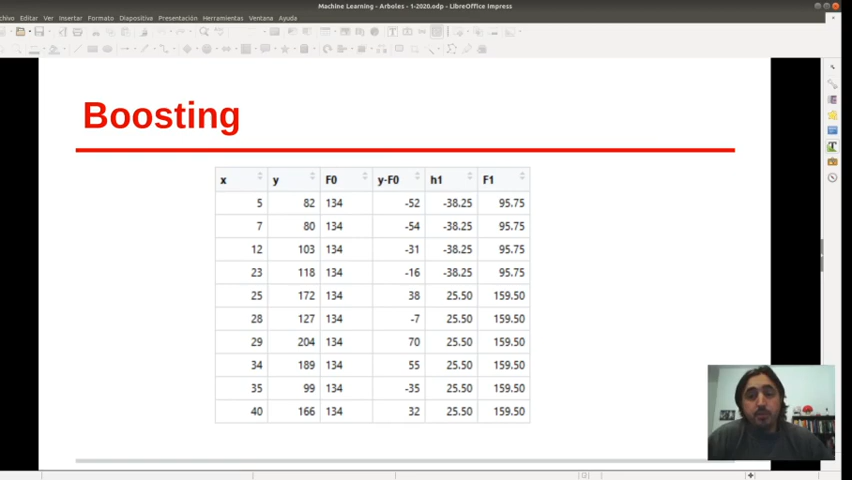 Machine Learning - Arboles - 1-2020.odp - LibreOffice Impress
rchivo Editar Ver Insertar Formato Diapositiva Presentación Herramientas Ventana Ayuda
Boosting
x y F0 y-F0 h1 F1
5 82 134 -52 -38.25 95.75
7 80 134 -54 -38.25 95.75
12 103 134 -31 -38.25 95.75
23 118 134 -16 -38.25 95.75
25 172 134 38 25.50 159.50
28 127 134 -7 25.50 159.50
29 204 134 70 25.50 159.50
34 189 134 55 25.50 159.50
35 99 134 -35 25.50 159.50
40 166 134 32 25.50 159.50